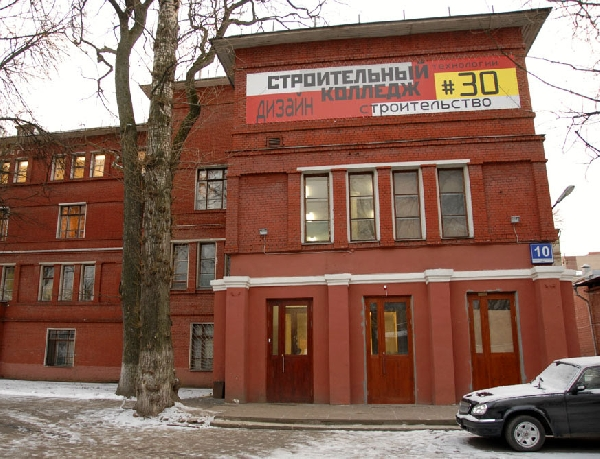 СТРОИТЕЛЬНЫЙ ТЕХНОЛОГИИ
КОЛЛЕДЖ #30
ДИЗАЙН СТРОИТЕЛЬСТВО
10